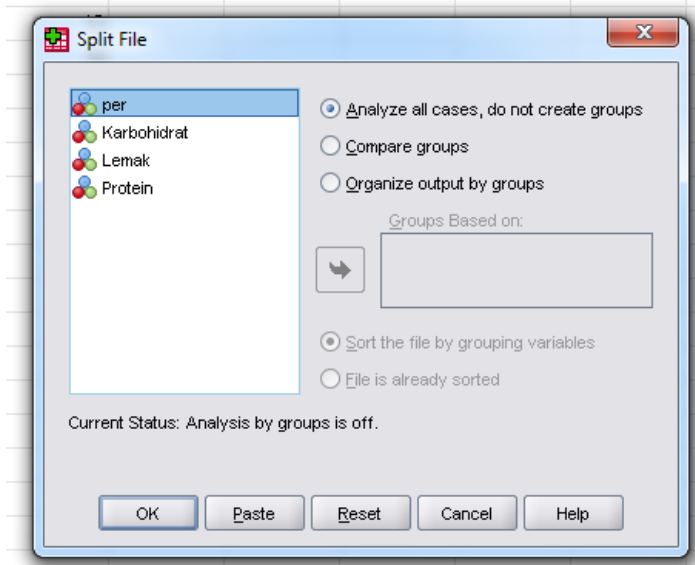 Split File
per
Karbohidrat
Lemak
Protein
Analyze all cases, do not create groups
Compare groups
Organize output by groups
Groups Based on:
Sort the file by grouping variables
File is already sorted
Current Status: Analysis by groups is off.
OK Paste Reset Cancel Help